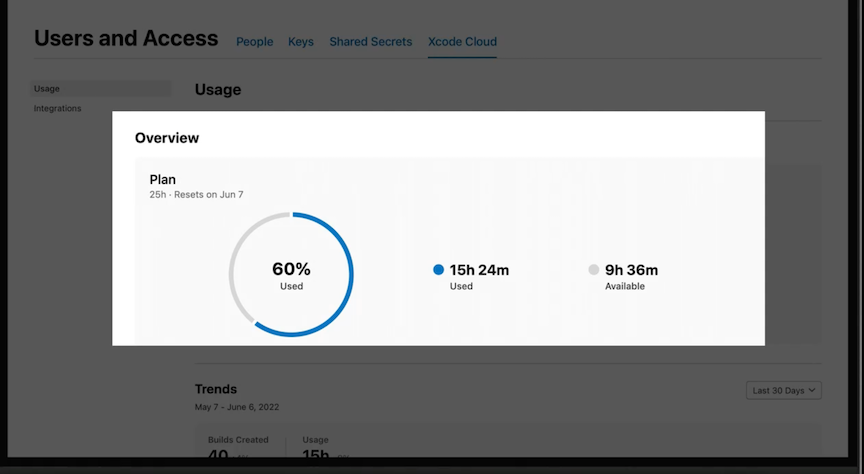 Users and Access People Keys Shared Secrets Xcode Cloud
Usage
Integrations
Usage
Overview
Plan
25h · Resets on Jun 7
60%
Used
15h 24m
Used
9h 36m
Available
Trends
Last 30 Days
May 7 - June 6, 2022
Builds Created
40
Usage
15h